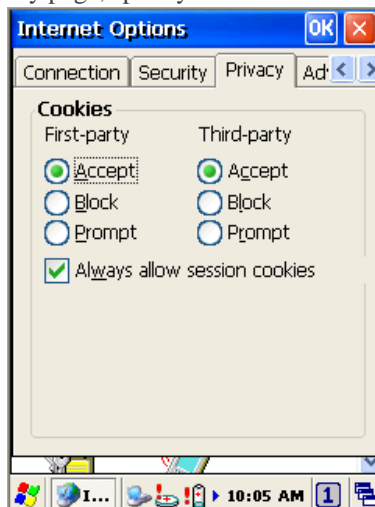 Internet Options OK
Connection Security Privacy Ad
Cookies
First-party Third-party
Accept Accept
Block Block
Prompt Prompt
Always allow session cookies
I... 10:05 AM 1